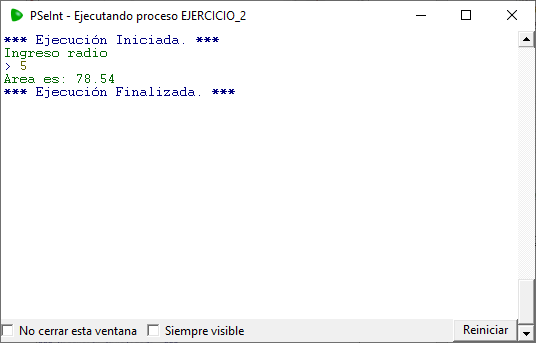 PSeInt - Ejecutando proceso EJERCICIO_2
*** Ejecución Iniciada. ***
Ingreso radio
> 5
Area es: 78.54
*** Ejecución Finalizada. ***
No cerrar esta ventana
Siempre visible
Reiniciar